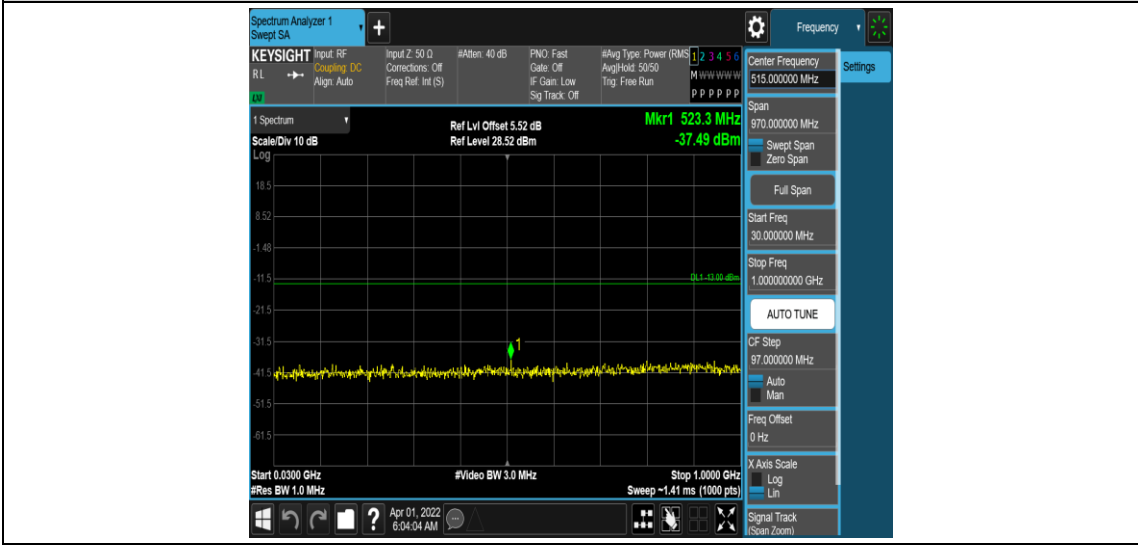 Spectrum Analyzer 1
Swept SA
+
Frequency
KEYSIGHT
RL
Input: RF
Coupling: DC
Align: Auto
Input Z: 50 Ω
Corrections: Off
Freq Ref: Int (S)
#Atten: 40 dB
PNO: Fast
Gate: Off
IF Gain: Low
Sig Track: Off
#Avg Type: Power (RMS
Avg|Hold: 50/50
Trig: Free Run
1 2 3 4 5 6
M W W W W W
P P P P P P
1 Spectrum
Scale/Div 10 dB
Log
Ref Lvl Offset 5.52 dB
Ref Level 28.52 dBm
Mkr1 523.3 MHz
-37.49 dBm
18.5
8.52
-1.48
-11.5
DL1 -13.00 dBm
-21.5
-31.5
1
-41.5
-51.5
-61.5
Start 0.0300 GHz
#Res BW 1.0 MHz
#Video BW 3.0 MHz
Stop 1.0000 GHz
Sweep ~1.41 ms (1000 pts)
?
Apr 01, 2022
6:04:04 AM
Center Frequency
515.000000 MHz
Settings
Span
970.000000 MHz
Swept Span
Zero Span
Full Span
Start Freq
30.000000 MHz
Stop Freq
1.000000000 GHz
AUTO TUNE
CF Step
97.000000 MHz
Auto
Man
Freq Offset
0 Hz
X Axis Scale
Log
Lin
Signal Track
(Span Zoom)